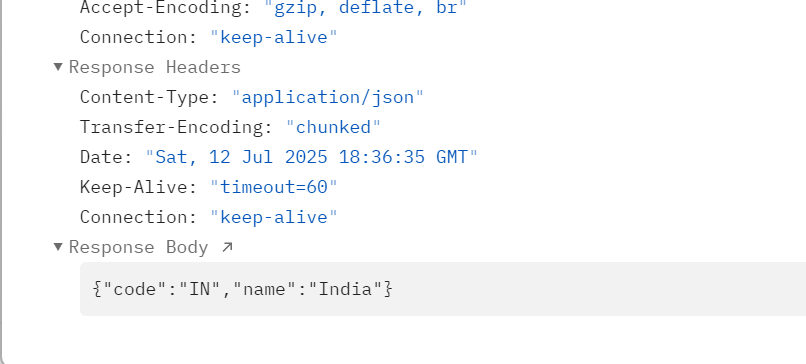 Accept-Encoding: "gzip, deflate, br"
Connection: "keep-alive"
▼ Response Headers
Content-Type: "application/json"
Transfer-Encoding: "chunked"
Date: "Sat, 12 Jul 2025 18:36:35 GMT"
Keep-Alive: "timeout=60"
Connection: "keep-alive"
▼ Response Body ↗
{"code":"IN","name":"India"}